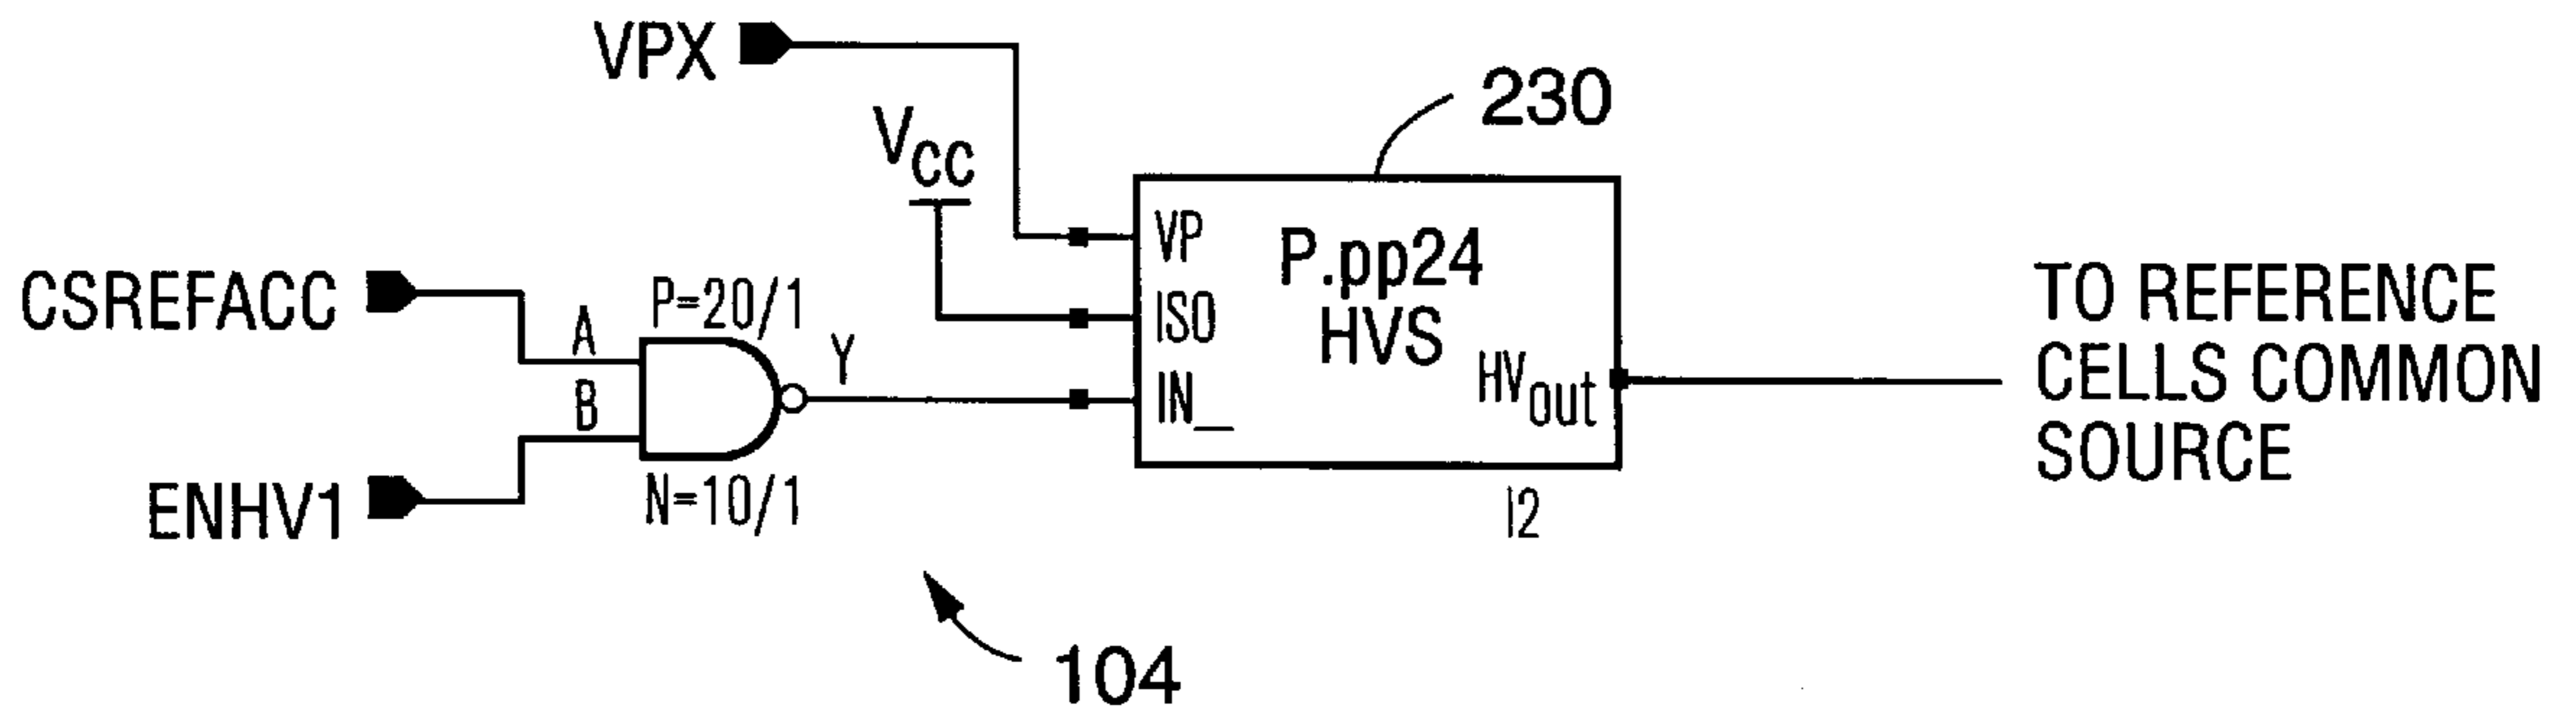 VPX
230
VCC
VP
P.pp24
CSREFACC
P=20/1
ISO
HVS
A
Y
B
IN_
HVout
TO REFERENCE
CELLS COMMON
SOURCE
ENHV1
N=10/1
I2
104